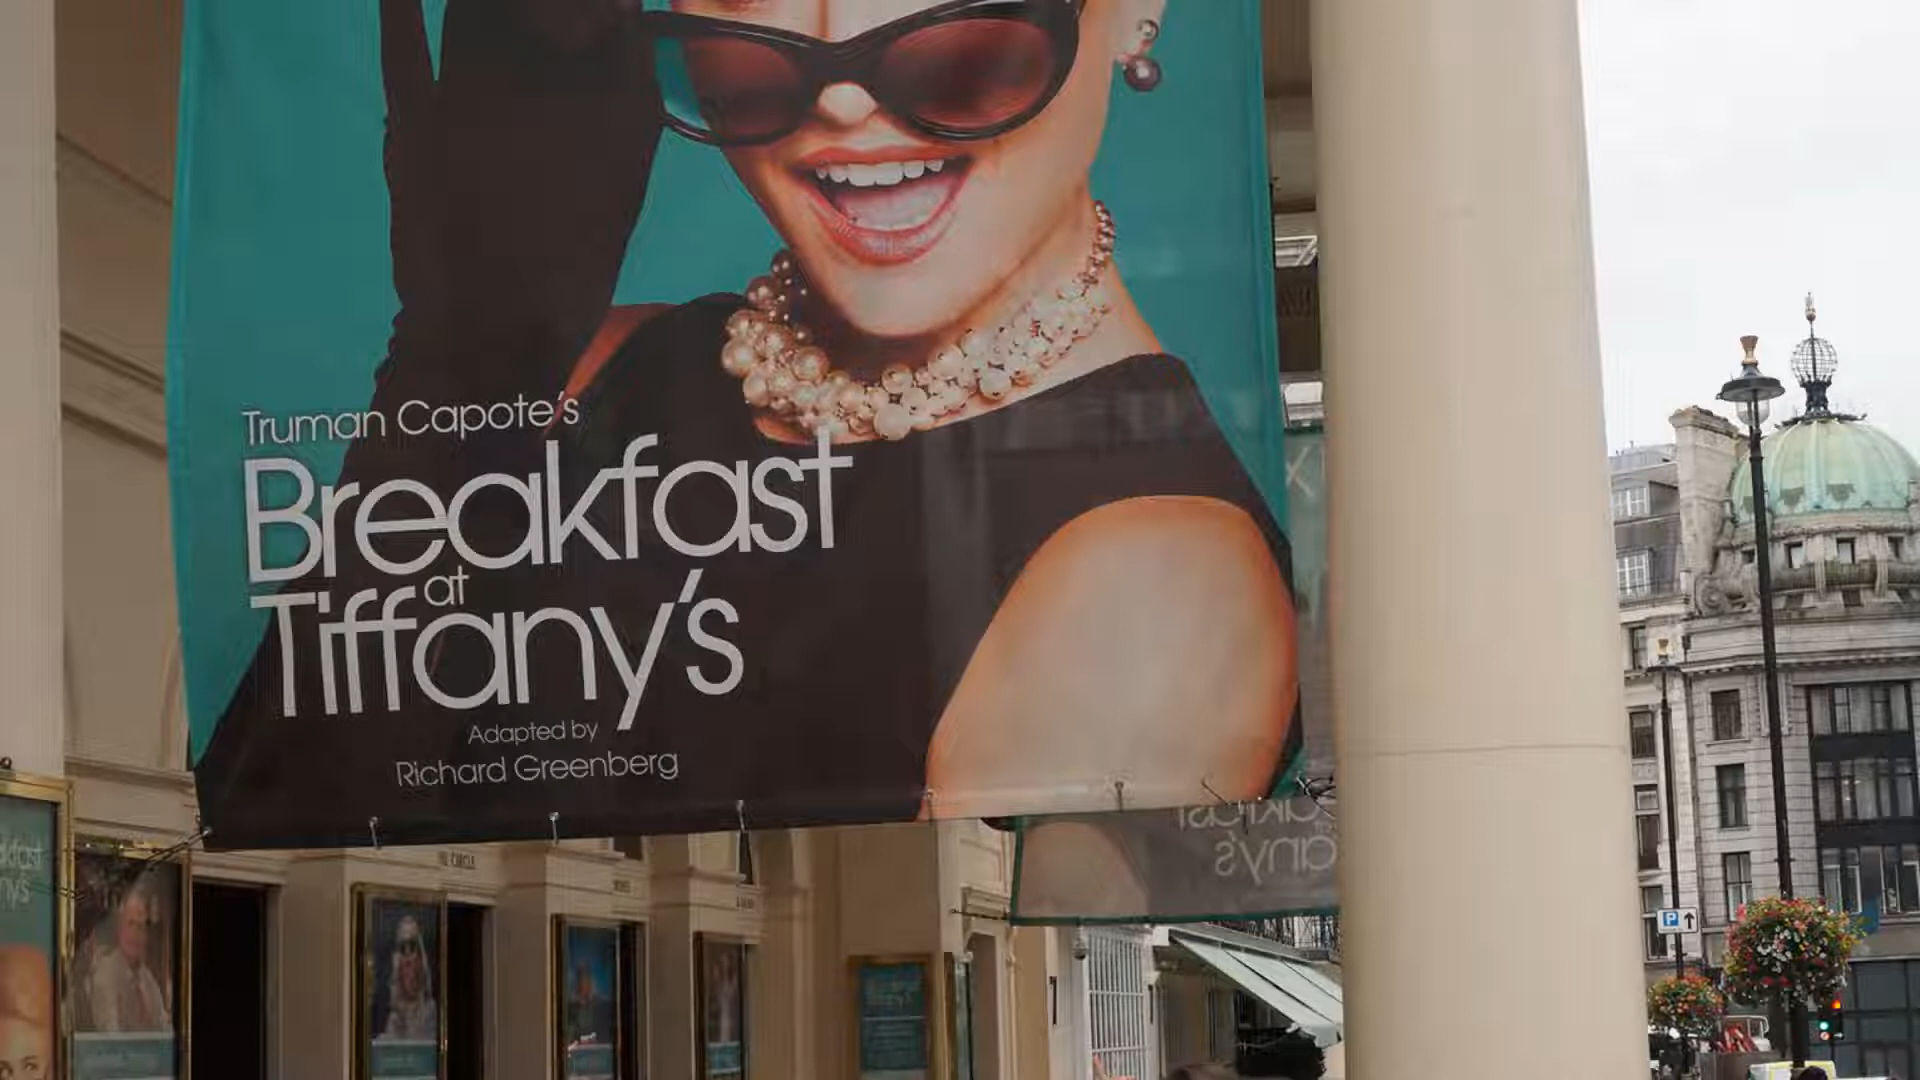 Truman Capote's
Breakfast
at
Tiffany's
Adapted by
Richard Greenberg
P